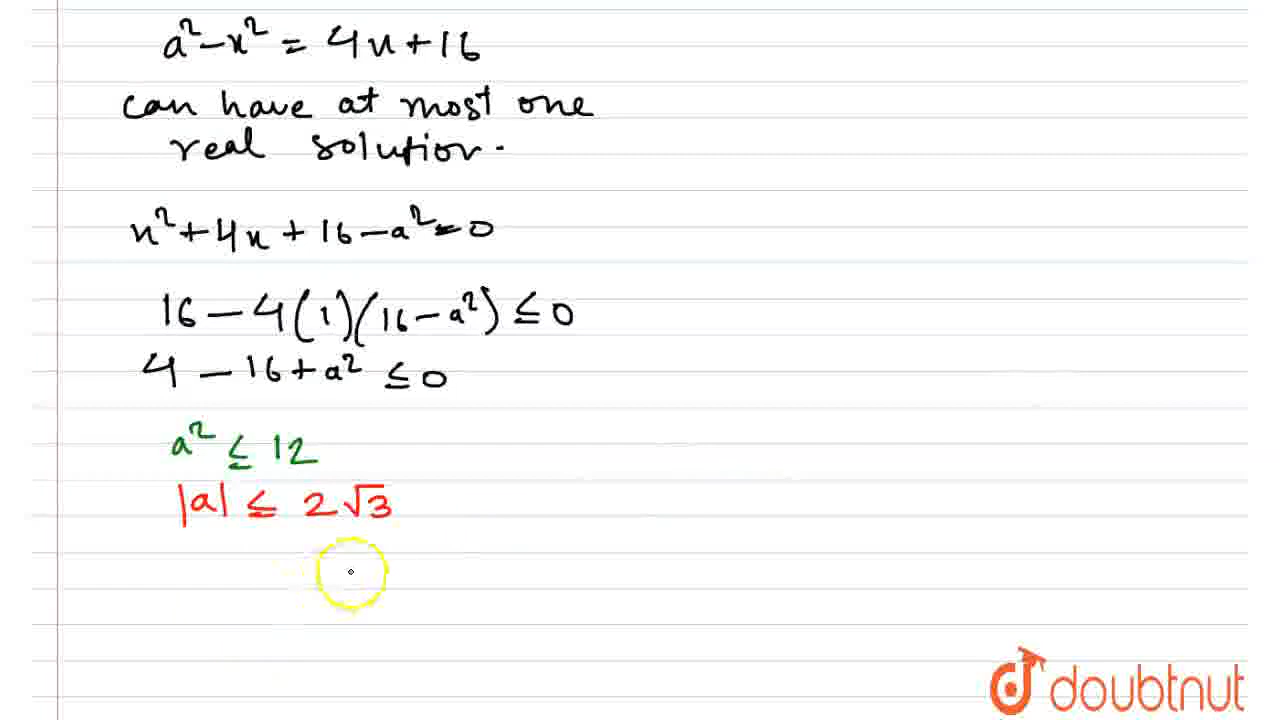 a²-x² = 4x+16
can have at most one
real solution.
x²+4x+16-a²=0
16-4(1)(16-a²) ≤ 0
4-16+a² ≤ 0
a² ≤ 12
|a| ≤ 2√3
doubtnut